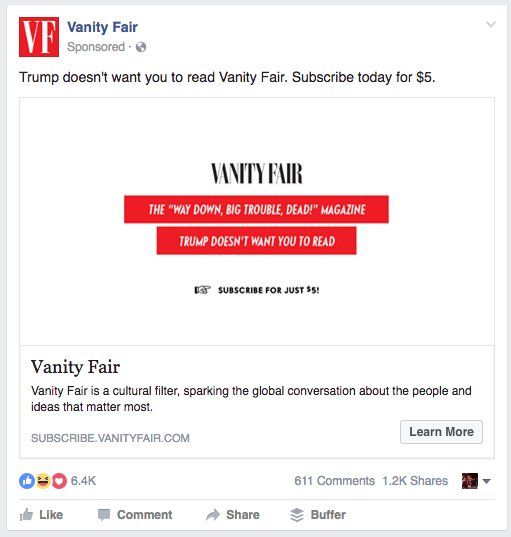 VF
Vanity Fair
Sponsored ·
Trump doesn't want you to read Vanity Fair. Subscribe today for $5.
VANITY FAIR
THE "WAY DOWN, BIG TROUBLE, DEAD!" MAGAZINE
TRUMP DOESN'T WANT YOU TO READ
SUBSCRIBE FOR JUST $5!
Vanity Fair
Vanity Fair is a cultural filter, sparking the global conversation about the people and
ideas that matter most.
SUBSCRIBE.VANITYFAIR.COM
Learn More
6.4K
611 Comments 1.2K Shares
Like Comment Share Buffer